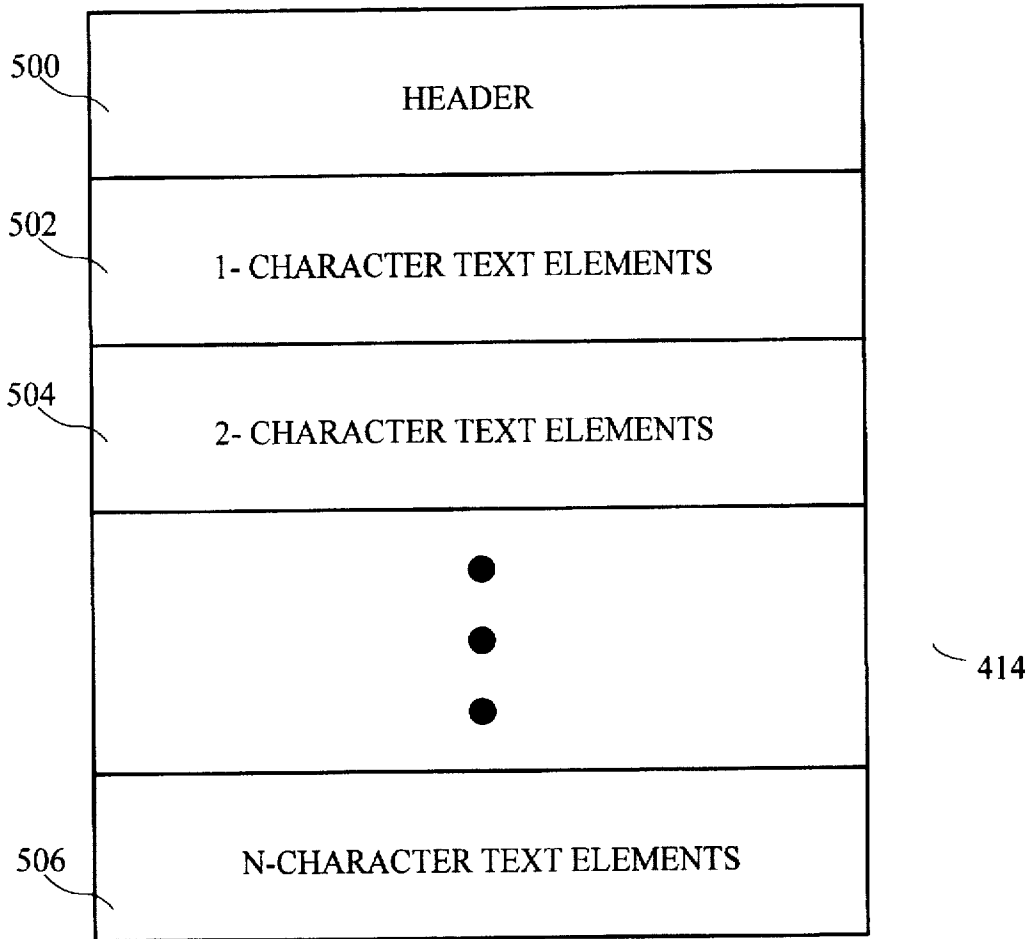 500
HEADER
502
1- CHARACTER TEXT ELEMENTS
504
2- CHARACTER TEXT ELEMENTS
414
506
N-CHARACTER TEXT ELEMENTS